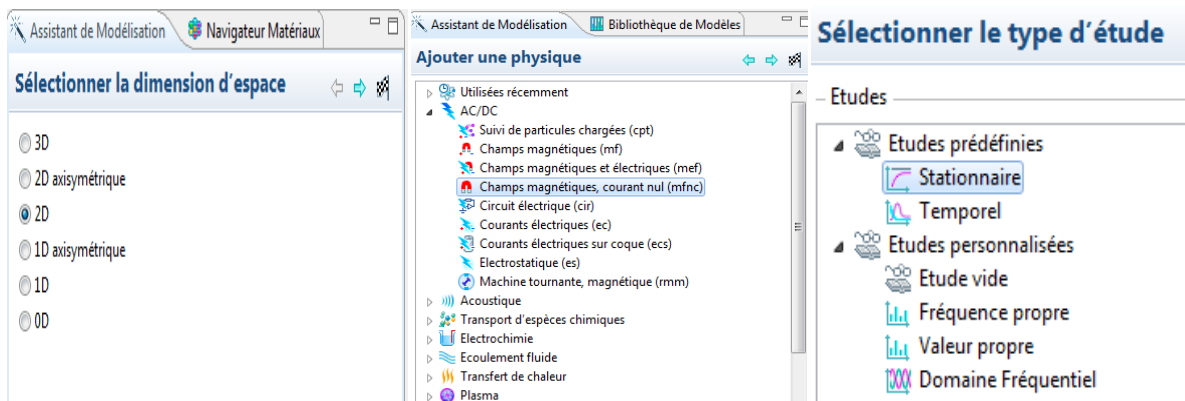 Assistant de Modélisation
Navigateur Matériaux
Sélectionner la dimension d'espace
3D
2D axisymétrique
2D
1D axisymétrique
1D
0D
Assistant de Modélisation
Bibliothèque de Modèles
Ajouter une physique
Utilisées récemment
AC/DC
Suivi de particules chargées (cpt)
Champs magnétiques (mf)
Champs magnétiques et électriques (mef)
Champs magnétiques, courant nul (mfnc)
Circuit électrique (cir)
Courants électriques (ec)
Courants électriques sur coque (ecs)
Electrostatique (es)
Machine tournante, magnétique (rmm)
Acoustique
Transport d'espèces chimiques
Electrochimie
Ecoulement fluide
Transfert de chaleur
Plasma
Sélectionner le type d'étude
Etudes
Etudes prédéfinies
Stationnaire
Temporel
Etudes personnalisées
Etude vide
Fréquence propre
Valeur propre
Domaine Fréquentiel